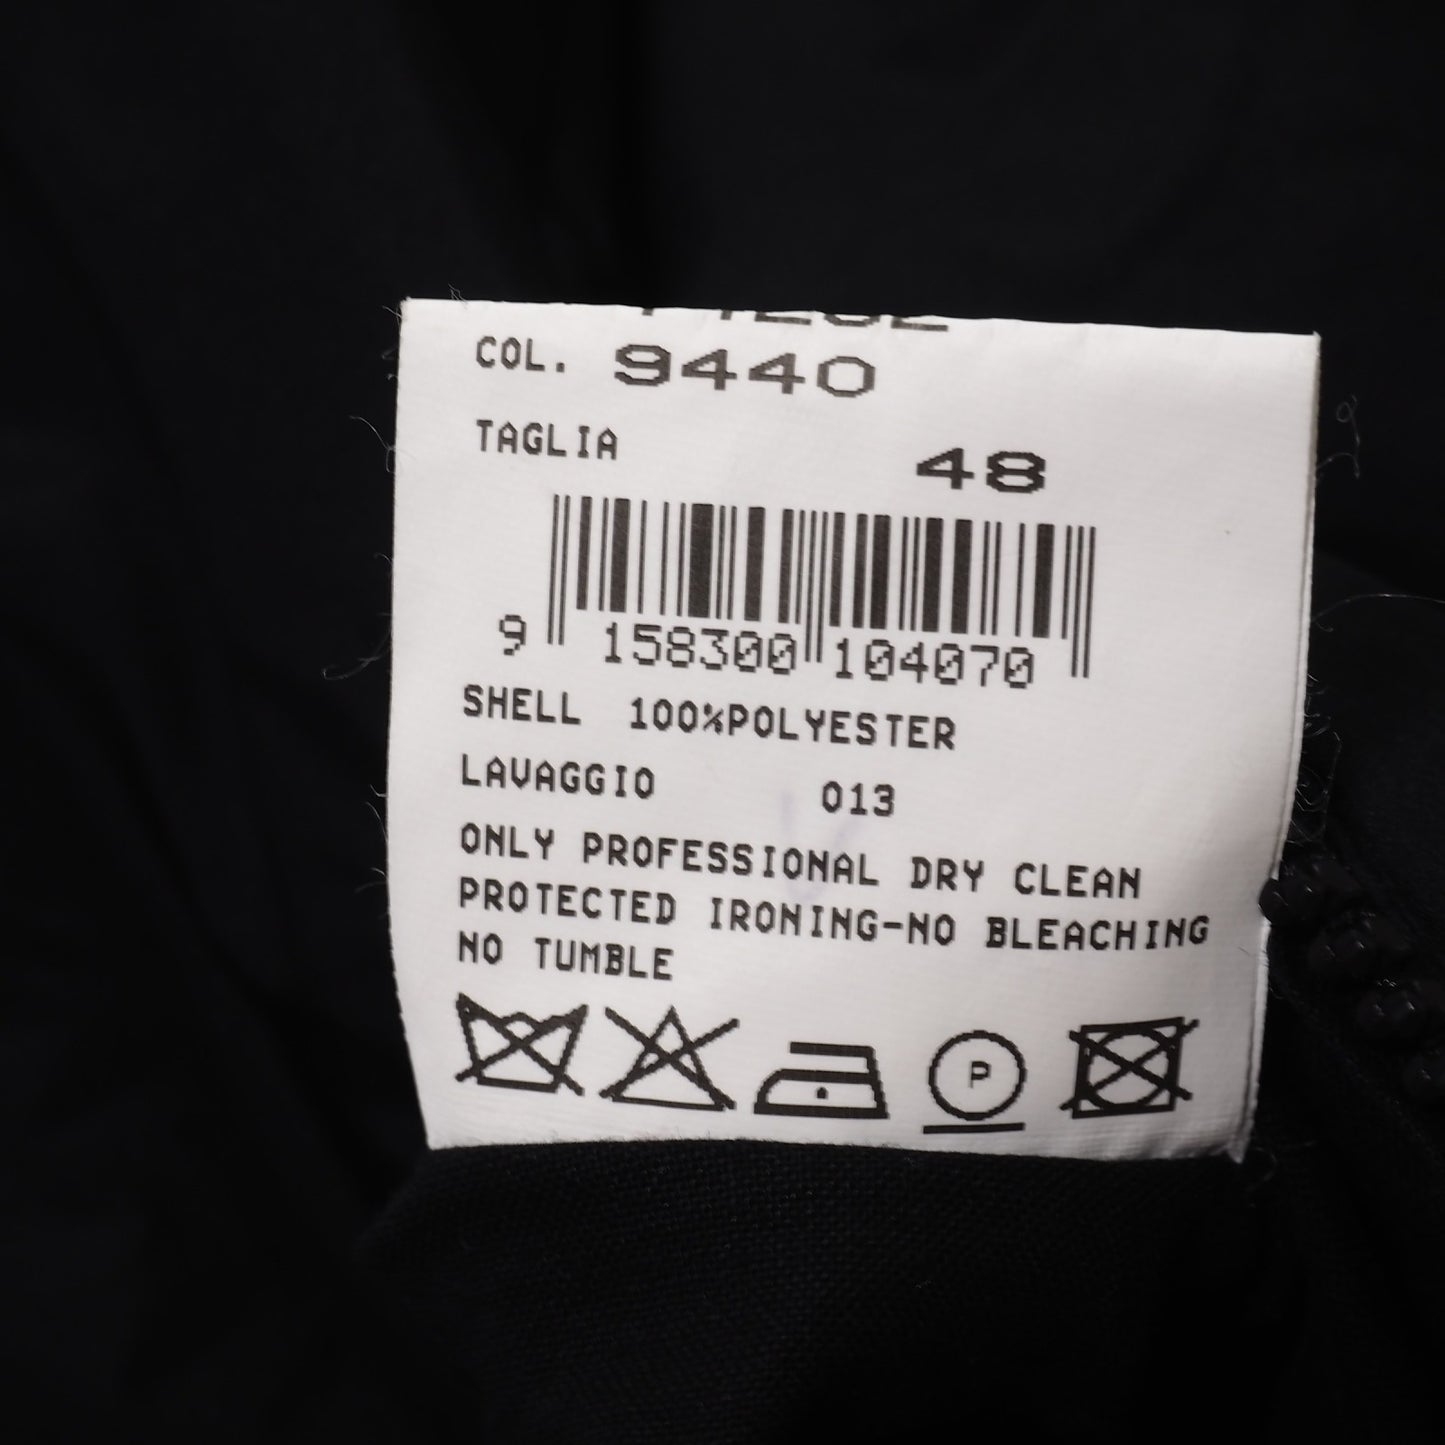 COL. 9440
TAGLIA 48
9 158300 104070
SHELL 100%POLYESTER
LAVAGGIO 013
ONLY PROFESSIONAL DRY CLEAN
PROTECTED IRONING-NO BLEACHING
NO TUMBLE
P